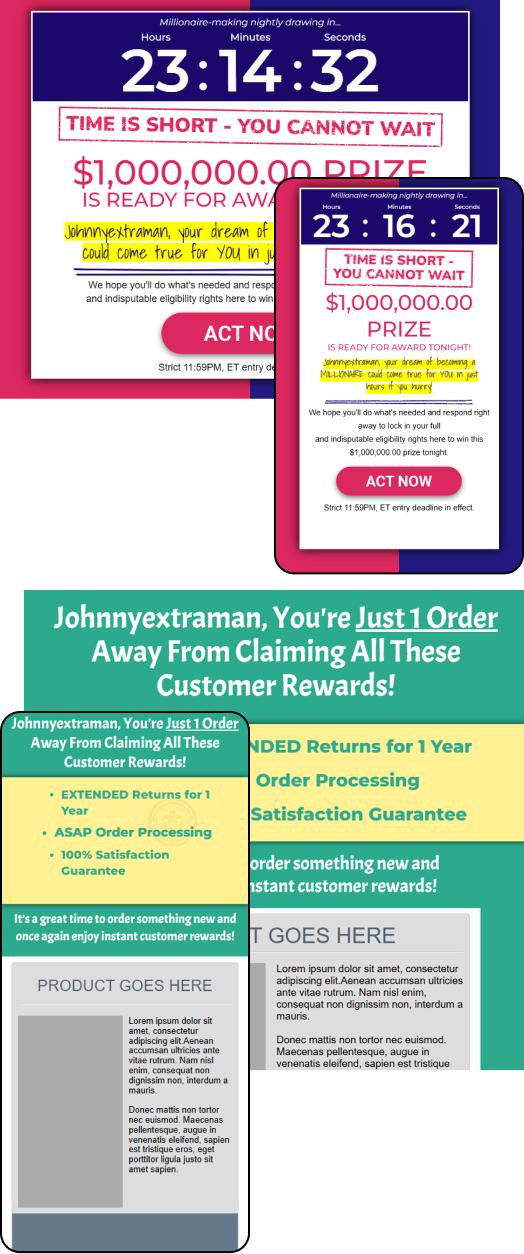 Millionaire-making nightly drawing in...
Hours Minutes Seconds
23 : 14 : 32
TIME IS SHORT - YOU CANNOT WAIT
$1,000,000.00 PRIZE
IS READY FOR AWA
Johnnyextraman, your dream of
could come true for YOU in ju
We hope you'll do what's needed and respo
and indisputable eligibility rights here to win
ACT NO
Strict 11:59PM, ET entry de
Millionaire-making nightly drawing in...
Hours Minutes Seconds
23 : 16 : 21
TIME IS SHORT -
YOU CANNOT WAIT
$1,000,000.00
PRIZE
IS READY FOR AWARD TONIGHT!
Johnnyextraman, your dream of becoming a
MILLIONAIRE could come true for YOU in just
hours if you hurry!
We hope you'll do what's needed and respond right
away to lock in your full
and indisputable eligibility rights here to win this
$1,000,000.00 prize tonight.
ACT NOW
Strict 11:59PM, ET entry deadline in effect.
Johnnyextraman, You're Just 1 Order
Away From Claiming All These
Customer Rewards!
NDED Returns for 1 Year
Order Processing
Satisfaction Guarantee
order something new and
nstant customer rewards!
T GOES HERE
Lorem ipsum dolor sit amet, consectetur
adipiscing elit.Aenean accumsan ultricies
ante vitae rutrum. Nam nisl enim,
consequat non dignissim non, interdum a
mauris.
Donec mattis non tortor nec euismod.
Maecenas pellentesque, augue in
venenatis eleifend, sapien est tristique
Johnnyextraman, You're Just 1 Order
Away From Claiming All These
Customer Rewards!
• EXTENDED Returns for 1
Year
• ASAP Order Processing
• 100% Satisfaction
Guarantee
It's a great time to order something new and
once again enjoy instant customer rewards!
PRODUCT GOES HERE
Lorem ipsum dolor sit
amet, consectetur
adipiscing elit.Aenean
accumsan ultricies ante
vitae rutrum. Nam nisl
enim, consequat non
dignissim non, interdum a
mauris.
Donec mattis non tortor
nec euismod. Maecenas
pellentesque, augue in
venenatis eleifend, sapien
est tristique eros, eget
porttitor ligula justo sit
amet sapien.